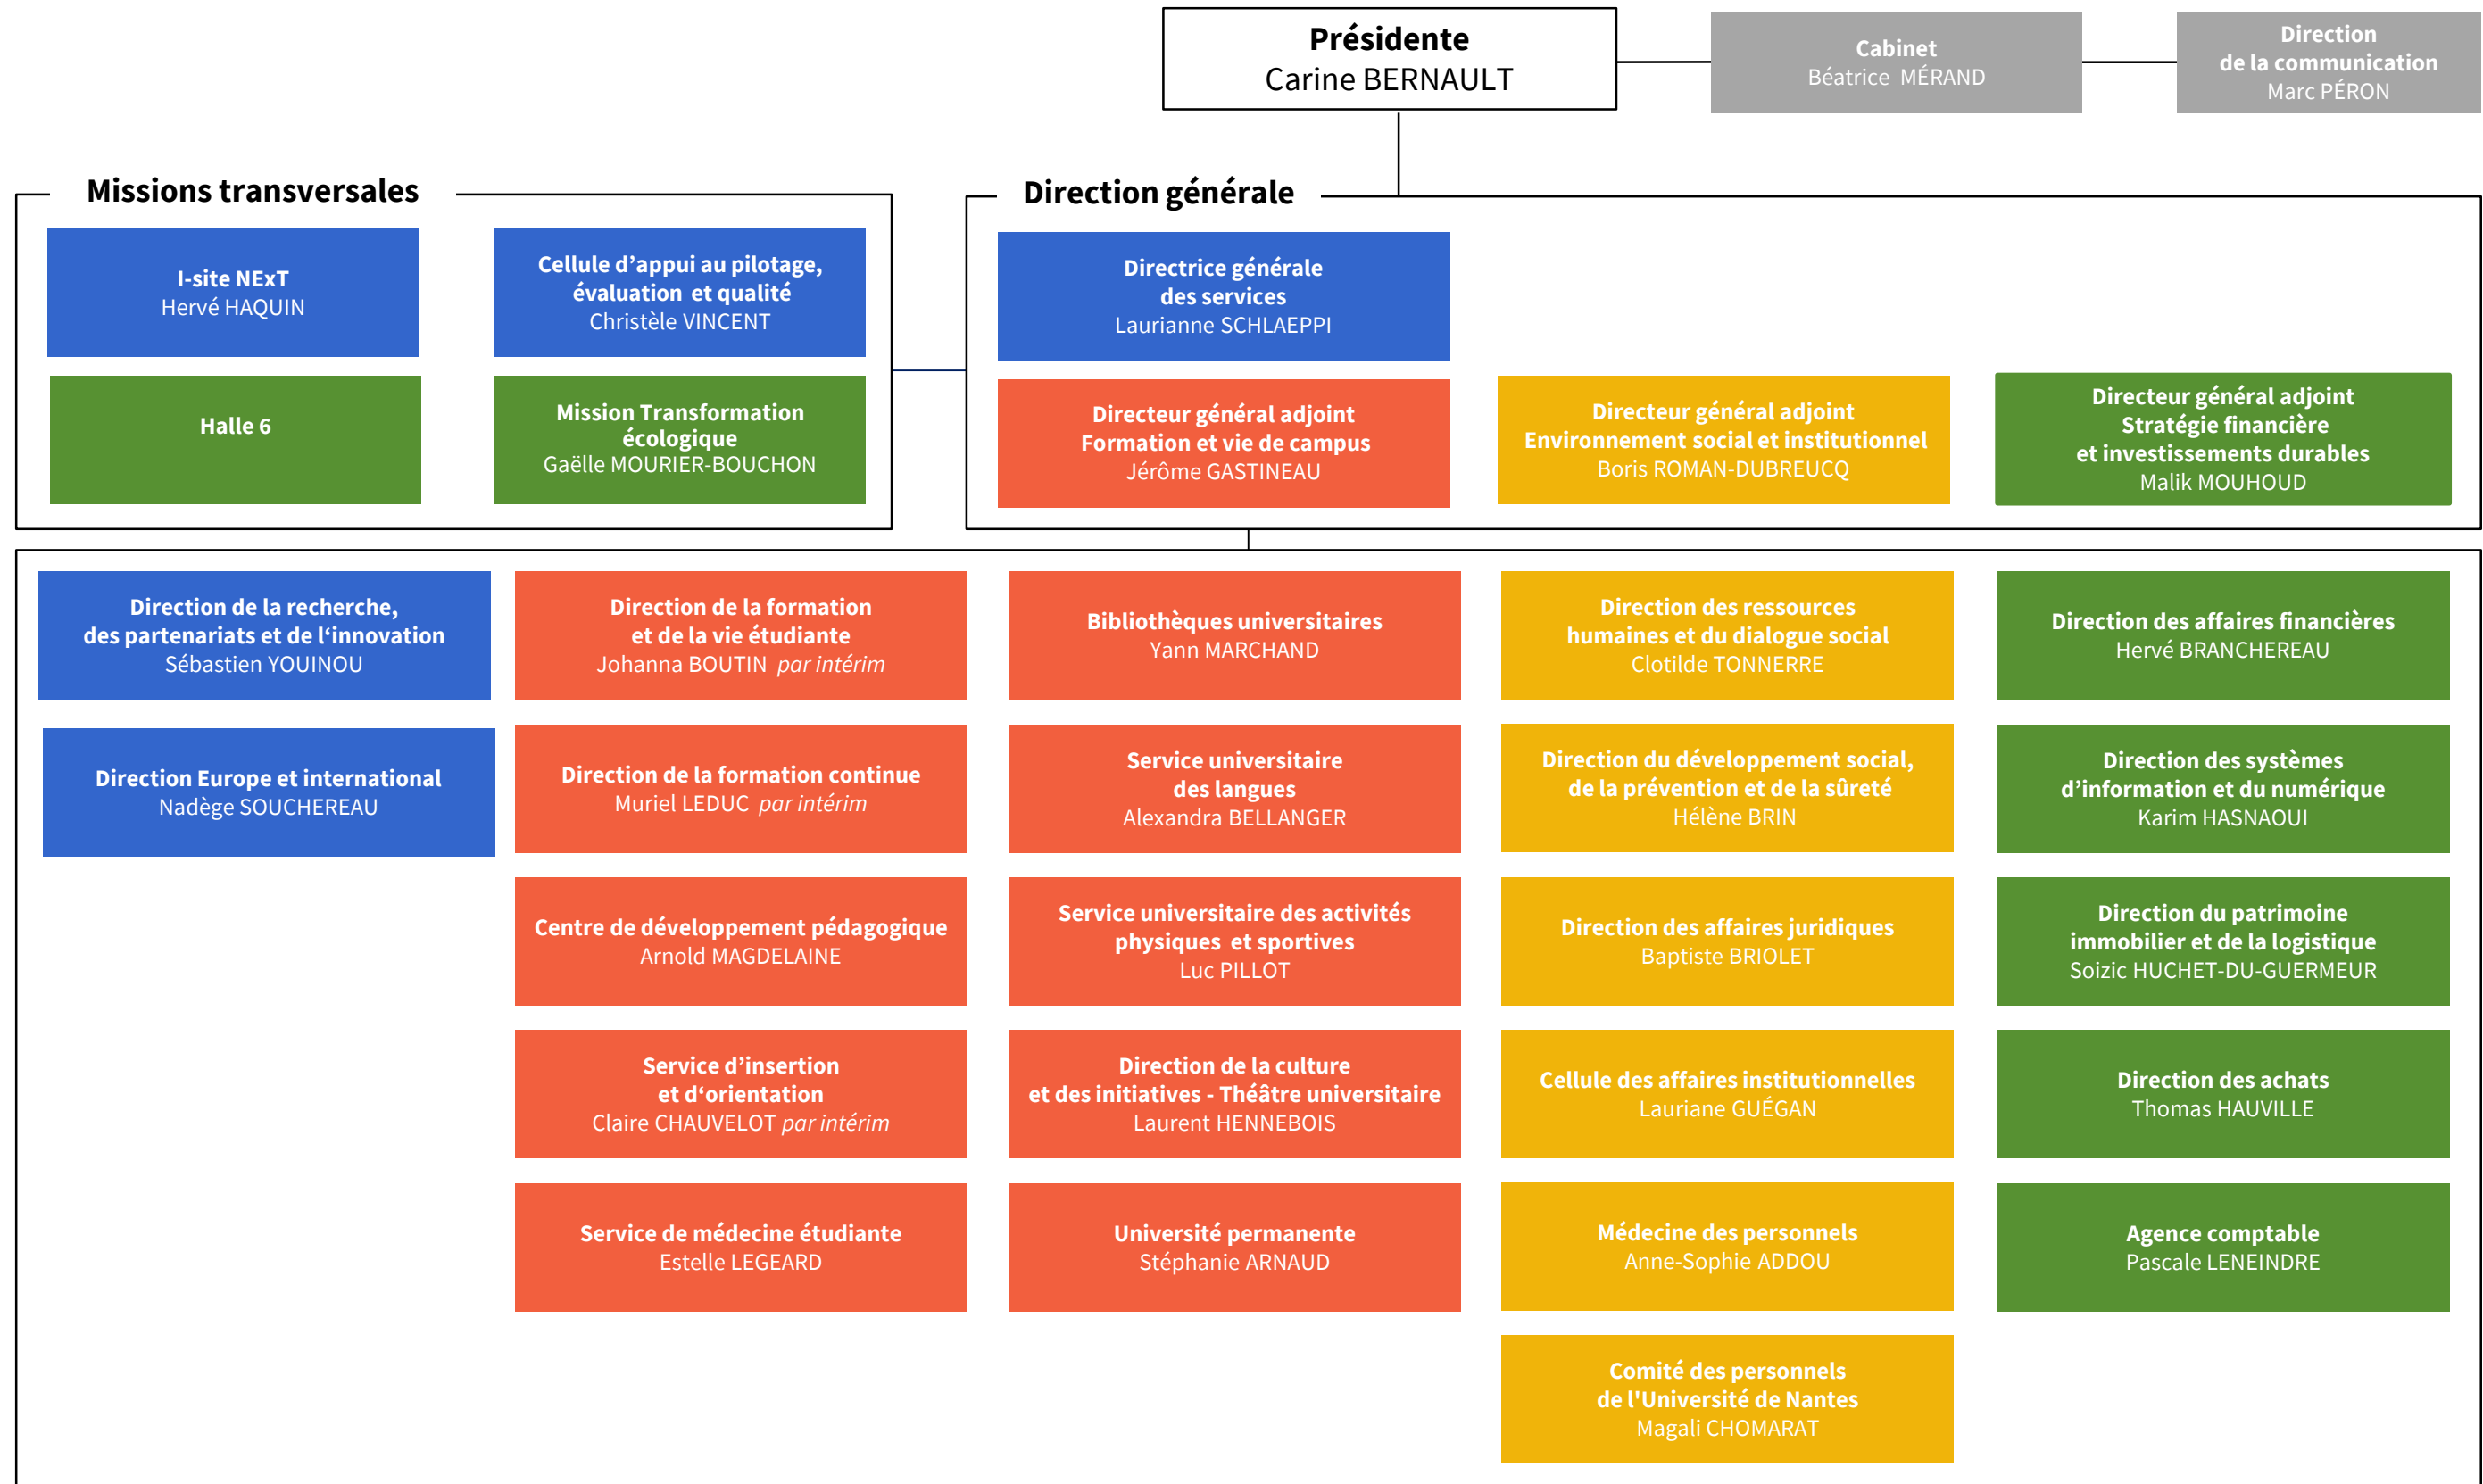 Présidente
Carine BERNAULT
Cabinet
Béatrice MÉRAND
Direction
de la communication
Marc PÉRON
Missions transversales
I-site NExT
Hervé HAQUIN
Cellule d’appui au pilotage,
évaluation et qualité
Christèle VINCENT
Halle 6
Mission Transformation
écologique
Gaëlle MOURIER-BOUCHON
Direction générale
Directrice générale
des services
Laurianne SCHLAEPPI
Directeur général adjoint
Formation et vie de campus
Jérôme GASTINEAU
Directeur général adjoint
Environnement social et institutionnel
Boris ROMAN-DUBREUCQ
Directeur général adjoint
Stratégie financière
et investissements durables
Malik MOUHOUD
Direction de la recherche,
des partenariats et de l‘innovation
Sébastien YOUINOU
Direction Europe et international
Nadège SOUCHEREAU
Direction de la formation
et de la vie étudiante
Johanna BOUTIN par intérim
Direction de la formation continue
Muriel LEDUC par intérim
Centre de développement pédagogique
Arnold MAGDELAINE
Service d’insertion
et d‘orientation
Claire CHAUVELOT par intérim
Service de médecine étudiante
Estelle LEGEARD
Bibliothèques universitaires
Yann MARCHAND
Service universitaire
des langues
Alexandra BELLANGER
Service universitaire des activités
physiques et sportives
Luc PILLOT
Direction de la culture
et des initiatives - Théâtre universitaire
Laurent HENNEBOIS
Université permanente
Stéphanie ARNAUD
Direction des ressources
humaines et du dialogue social
Clotilde TONNERRE
Direction du développement social,
de la prévention et de la sûreté
Hélène BRIN
Direction des affaires juridiques
Baptiste BRIOLET
Cellule des affaires institutionnelles
Lauriane GUÉGAN
Médecine des personnels
Anne-Sophie ADDOU
Comité des personnels
de l'Université de Nantes
Magali CHOMARAT
Direction des affaires financières
Hervé BRANCHEREAU
Direction des systèmes
d’information et du numérique
Karim HASNAOUI
Direction du patrimoine
immobilier et de la logistique
Soizic HUCHET-DU-GUERMEUR
Direction des achats
Thomas HAUVILLE
Agence comptable
Pascale LENEINDRE